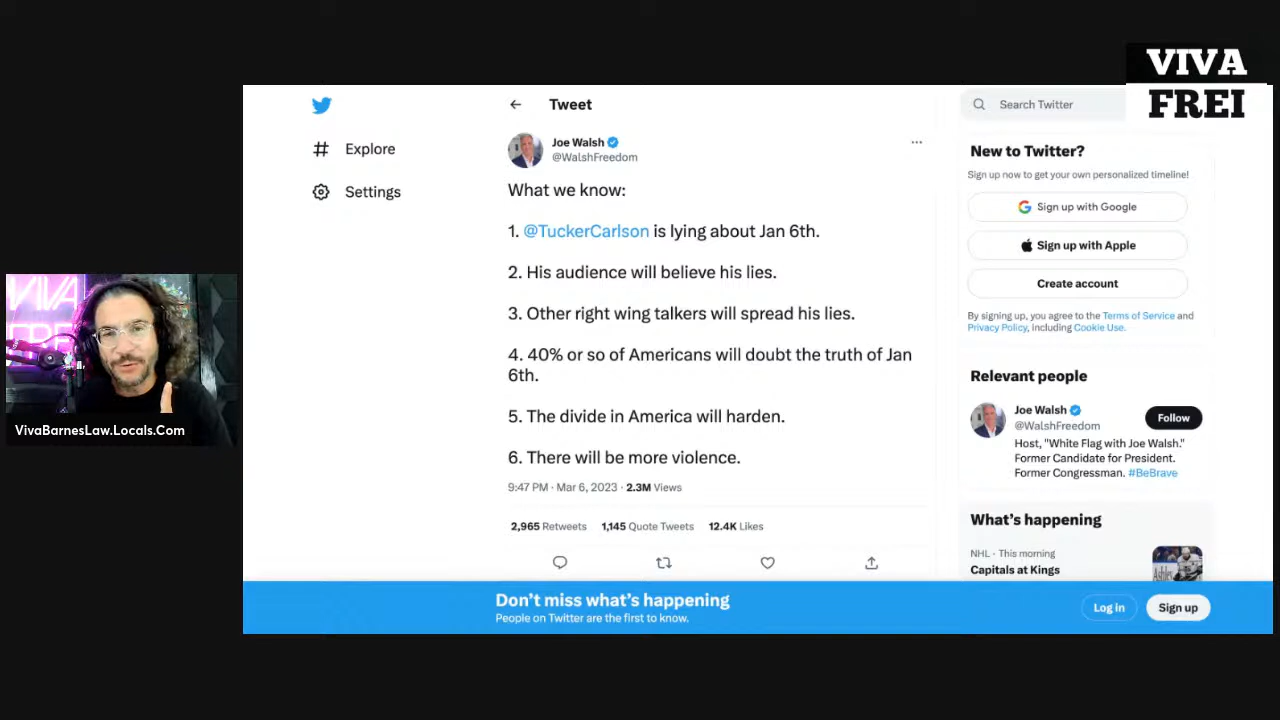 VIVA
FREI
Tweet
Search Twitter
Explore
Settings
Joe Walsh
@WalshFreedom
What we know:
1. @TuckerCarlson is lying about Jan 6th.
2. His audience will believe his lies.
3. Other right wing talkers will spread his lies.
4. 40% or so of Americans will doubt the truth of Jan
6th.
5. The divide in America will harden.
6. There will be more violence.
9:47 PM · Mar 6, 2023 · 2.3M Views
2,965 Retweets 1,145 Quote Tweets 12.4K Likes
New to Twitter?
Sign up now to get your own personalized timeline!
Sign up with Google
Sign up with Apple
Create account
By signing up, you agree to the Terms of Service and
Privacy Policy, including Cookie Use.
Relevant people
Joe Walsh
@WalshFreedom
Follow
Host, "White Flag with Joe Walsh."
Former Candidate for President.
Former Congressman. #BeBrave
What's happening
NHL · This morning
Capitals at Kings
Don't miss what's happening
People on Twitter are the first to know.
Log in
Sign up
VIVA
FREI
VivaBarnesLaw.Locals.Com